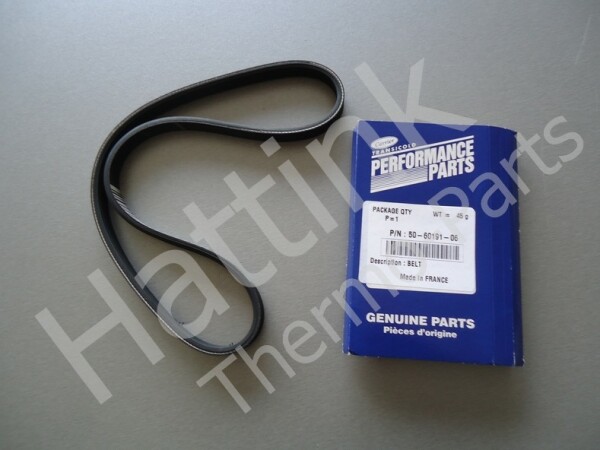 Carrier
TRANSICOLD
PERFORMANCE
PARTS
PACKAGE QTY WT = 45 g
P=1
P/N : 50-60191-06
Description : BELT
Made in FRANCE
GENUINE PARTS
Pièces d'origine
Hattink
Thermo Parts